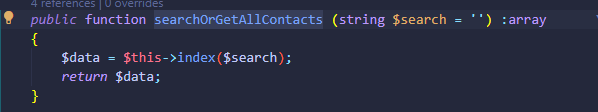 4 references | 0 overrides
public function searchOrGetAllContacts (string $search = '') :array
{
$data = $this->index($search);
return $data;
}